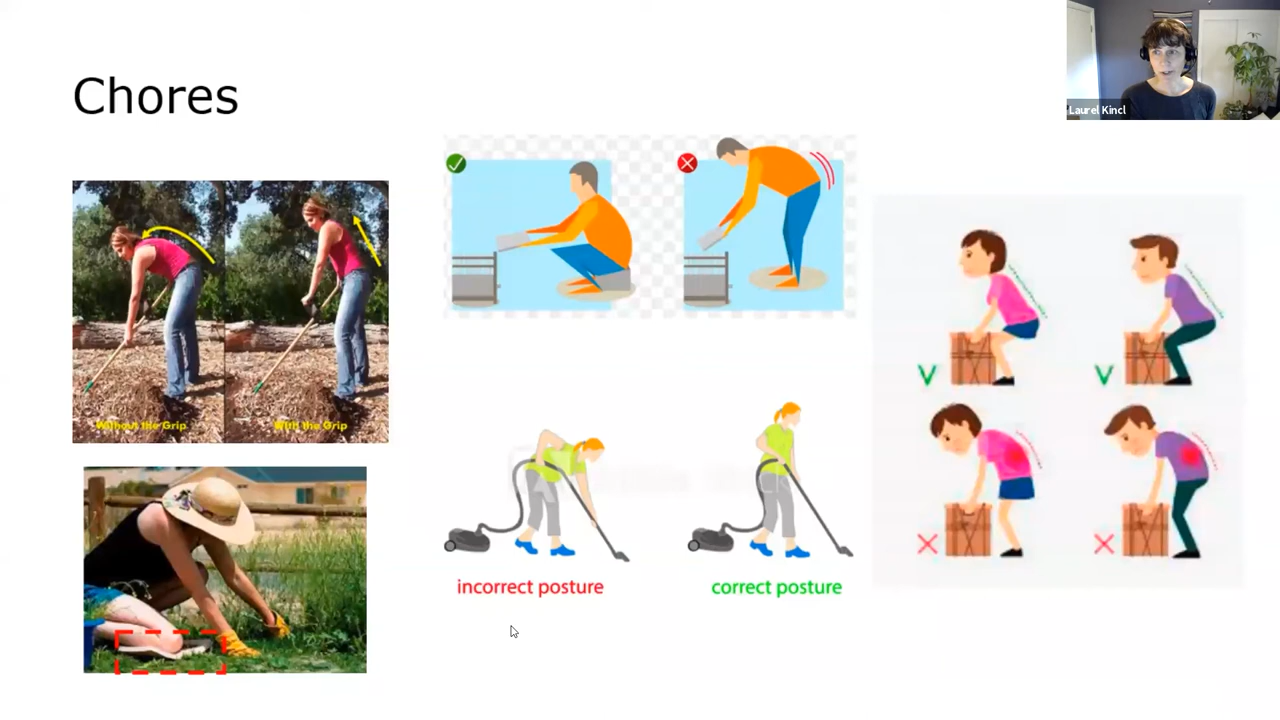 Chores
Laurel Kincl
Without the Grip
With the Grip
V
V
X
X
incorrect posture
correct posture